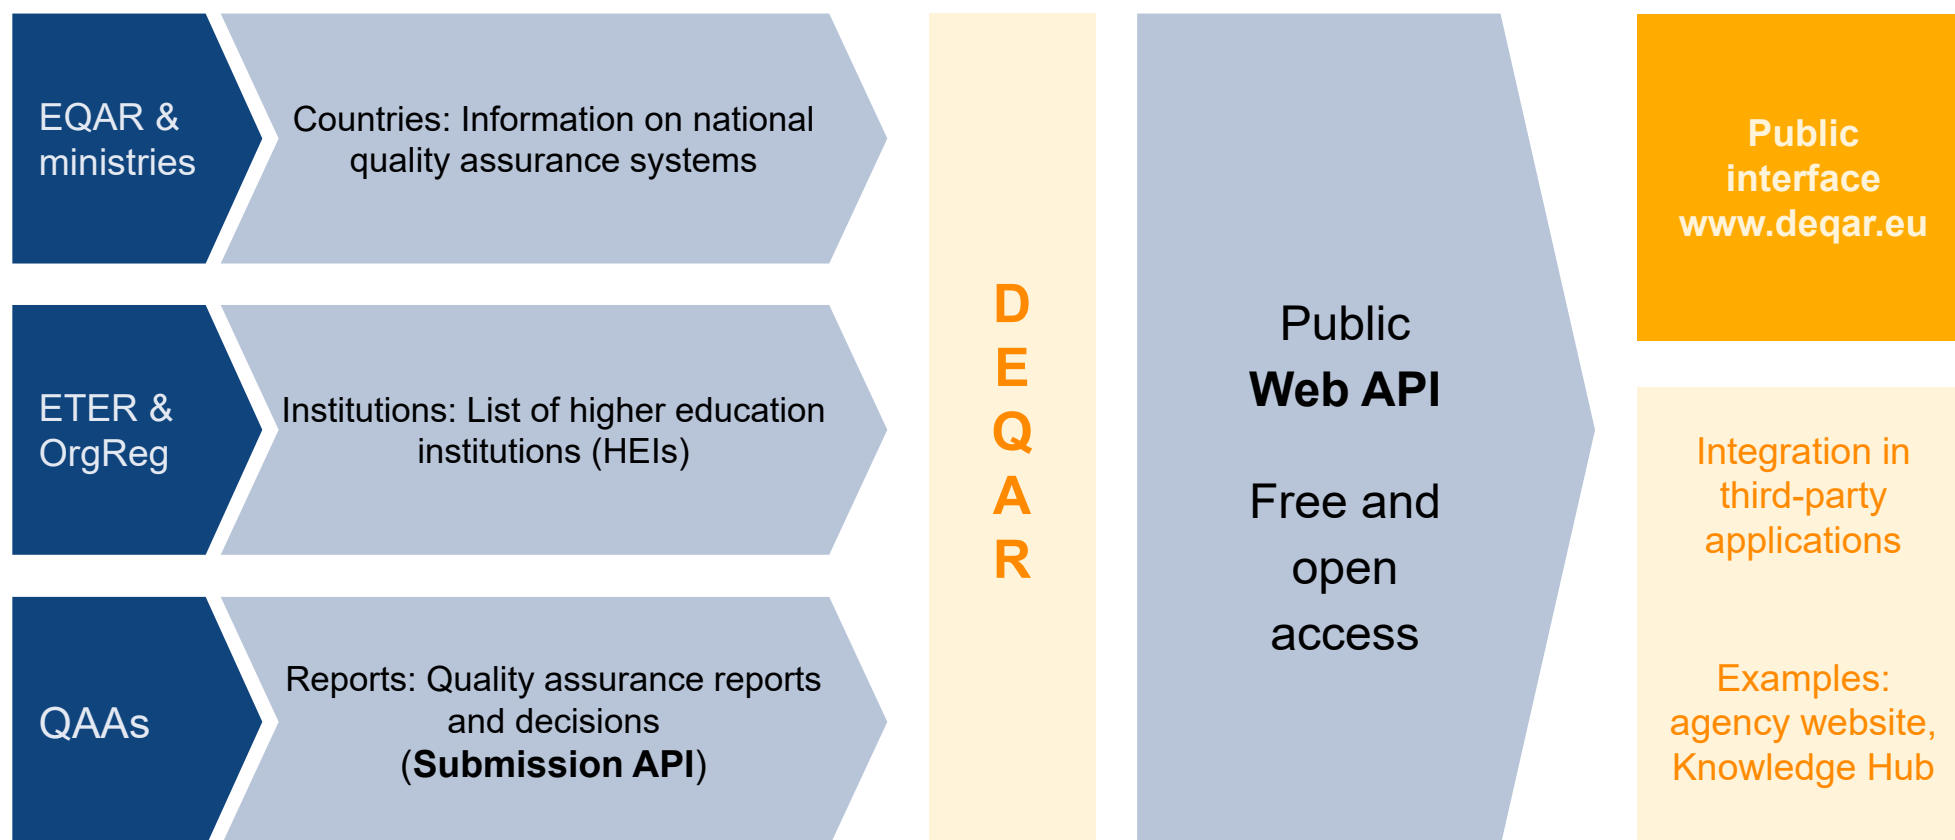 EQAR &
ministries
Countries: Information on national
quality assurance systems
ETER &
OrgReg
Institutions: List of higher education
institutions (HEIs)
QAAs
Reports: Quality assurance reports
and decisions
(Submission API)
D
E
Q
A
R
Public
Web API
Free and
open
access
Public
interface
www.deqar.eu
Integration in
third-party
applications
Examples:
agency website,
Knowledge Hub